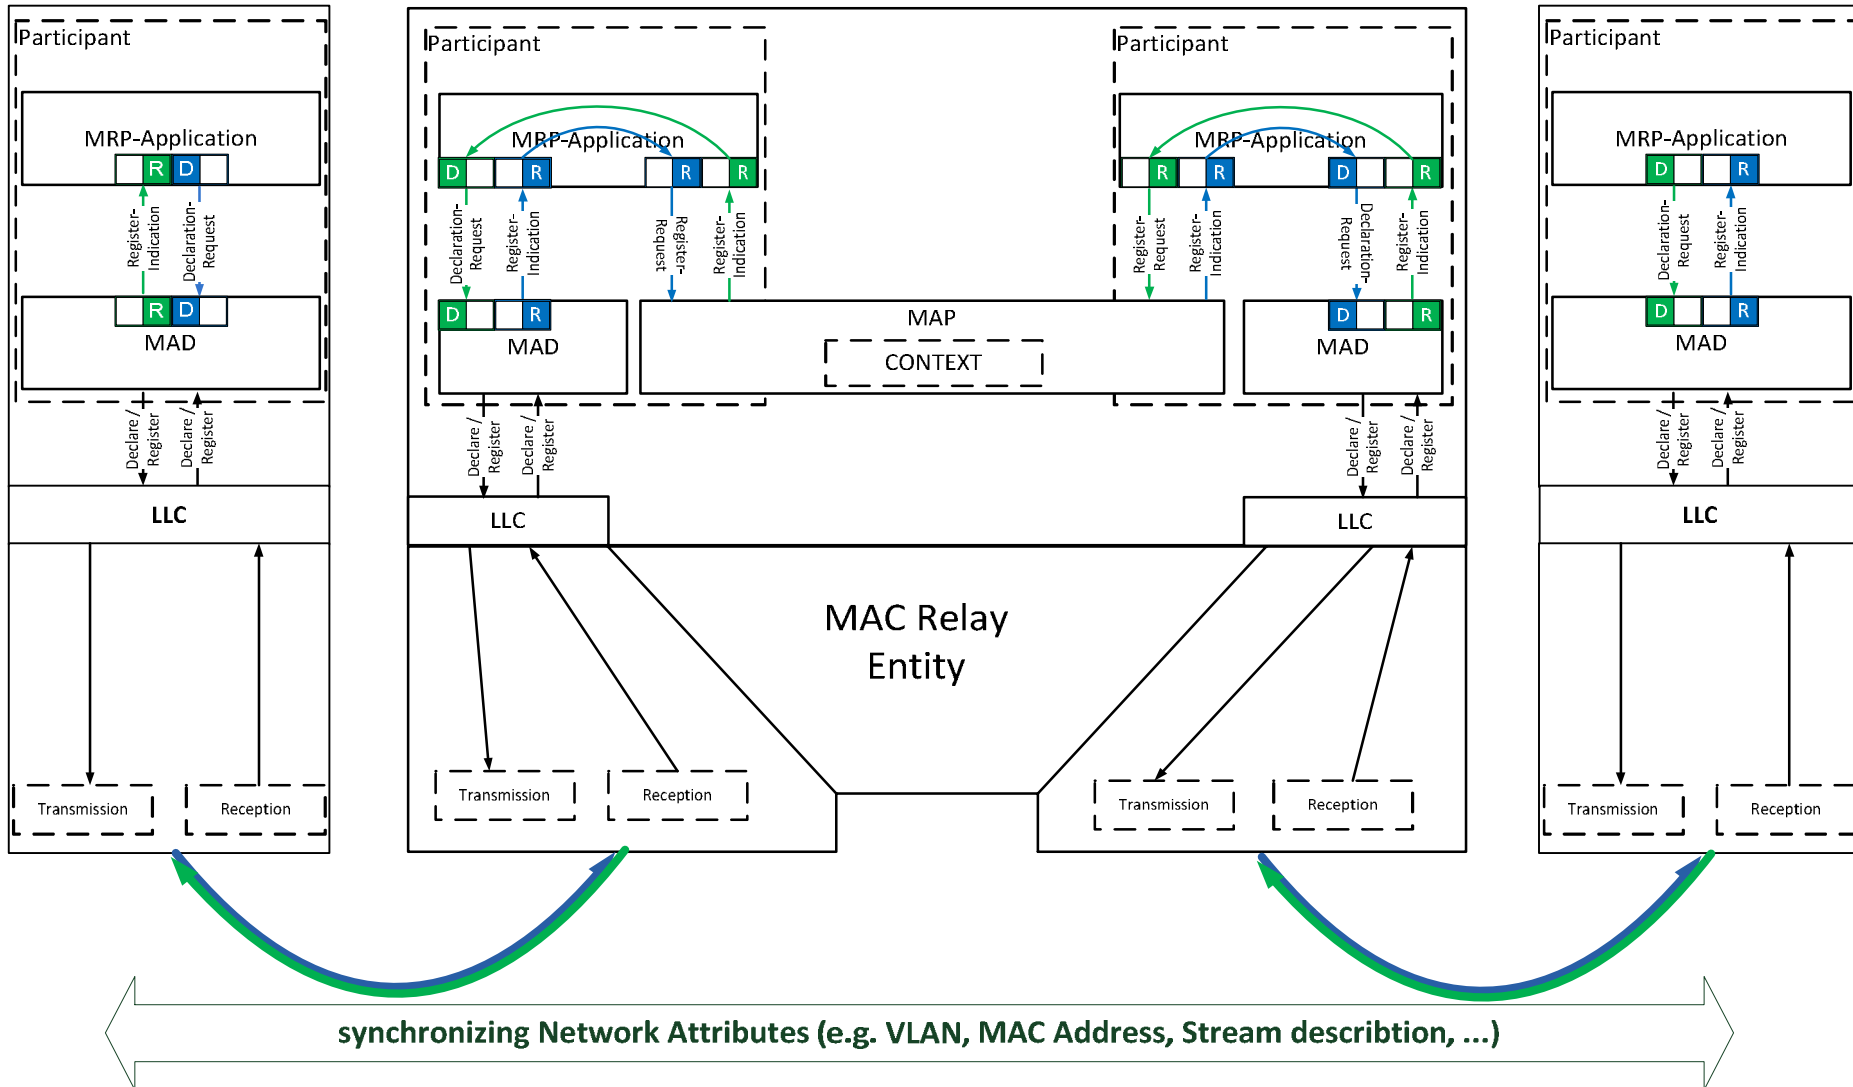 Participant
MRP-Application
R D
Register-
Indication
Declaration-
Request
R D
MAD
Declare /
Register
Declare /
Register
LLC
Transmission
Reception
Participant
MRP-Application
D R R R
Declaration-
Request
Register-
Indication
Register-
Request
Register-
Indication
D R
MAD
MAP
CONTEXT
Declare /
Register
Declare /
Register
LLC
Participant
MRP-Application
R R D R
Register-
Request
Register-
Indication
Declaration-
Request
Register-
Indication
D R
MAD
Declare /
Register
Declare /
Register
LLC
MAC Relay
Entity
Transmission
Reception
Transmission
Reception
Participant
MRP-Application
D R
Declaration-
Request
Register-
Indication
D R
MAD
Declare /
Register
Declare /
Register
LLC
Transmission
Reception
synchronizing Network Attributes (e.g. VLAN, MAC Address, Stream describtion, ...)